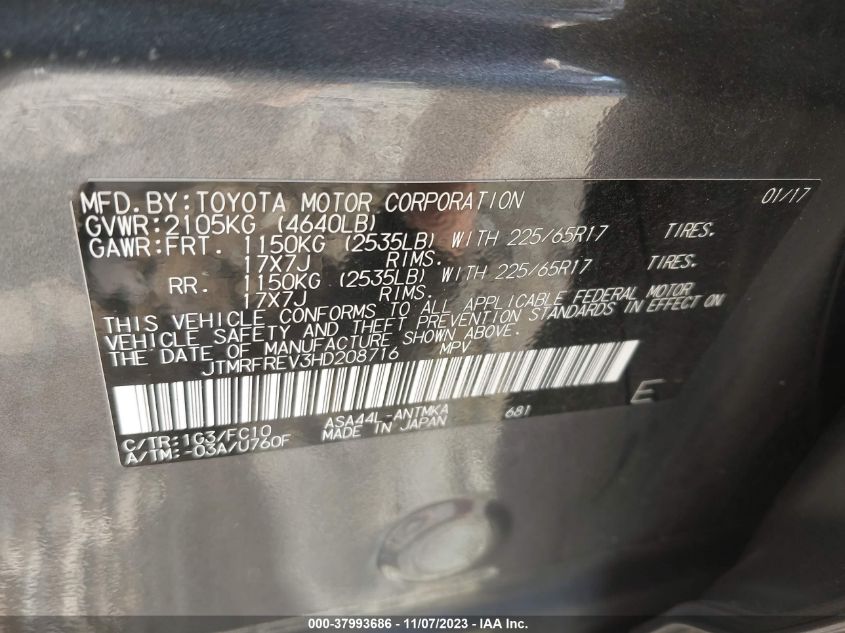 MFD. BY: TOYOTA MOTOR CORPORATION 01/17
GVWR: 2105KG (4640LB)
GAWR: FRT. 1150KG (2535LB) WITH 225/65R17 TIRES.
17X7J RIMS.
RR. 1150KG (2535LB) WITH 225/65R17 TIRES.
17X7J RIMS.
THIS VEHICLE CONFORMS TO ALL APPLICABLE FEDERAL MOTOR
VEHICLE SAFETY AND THEFT PREVENTION STANDARDS IN EFFECT ON
THE DATE OF MANUFACTURE SHOWN ABOVE.
JTMRFREV3HD208716 MPV
E
C/TR: 1G3/FC10 ASA44L-ANTMKA 681
A/TM: -03A/U760F MADE IN JAPAN
000-37993686 - 11/07/2023 - IAA Inc.